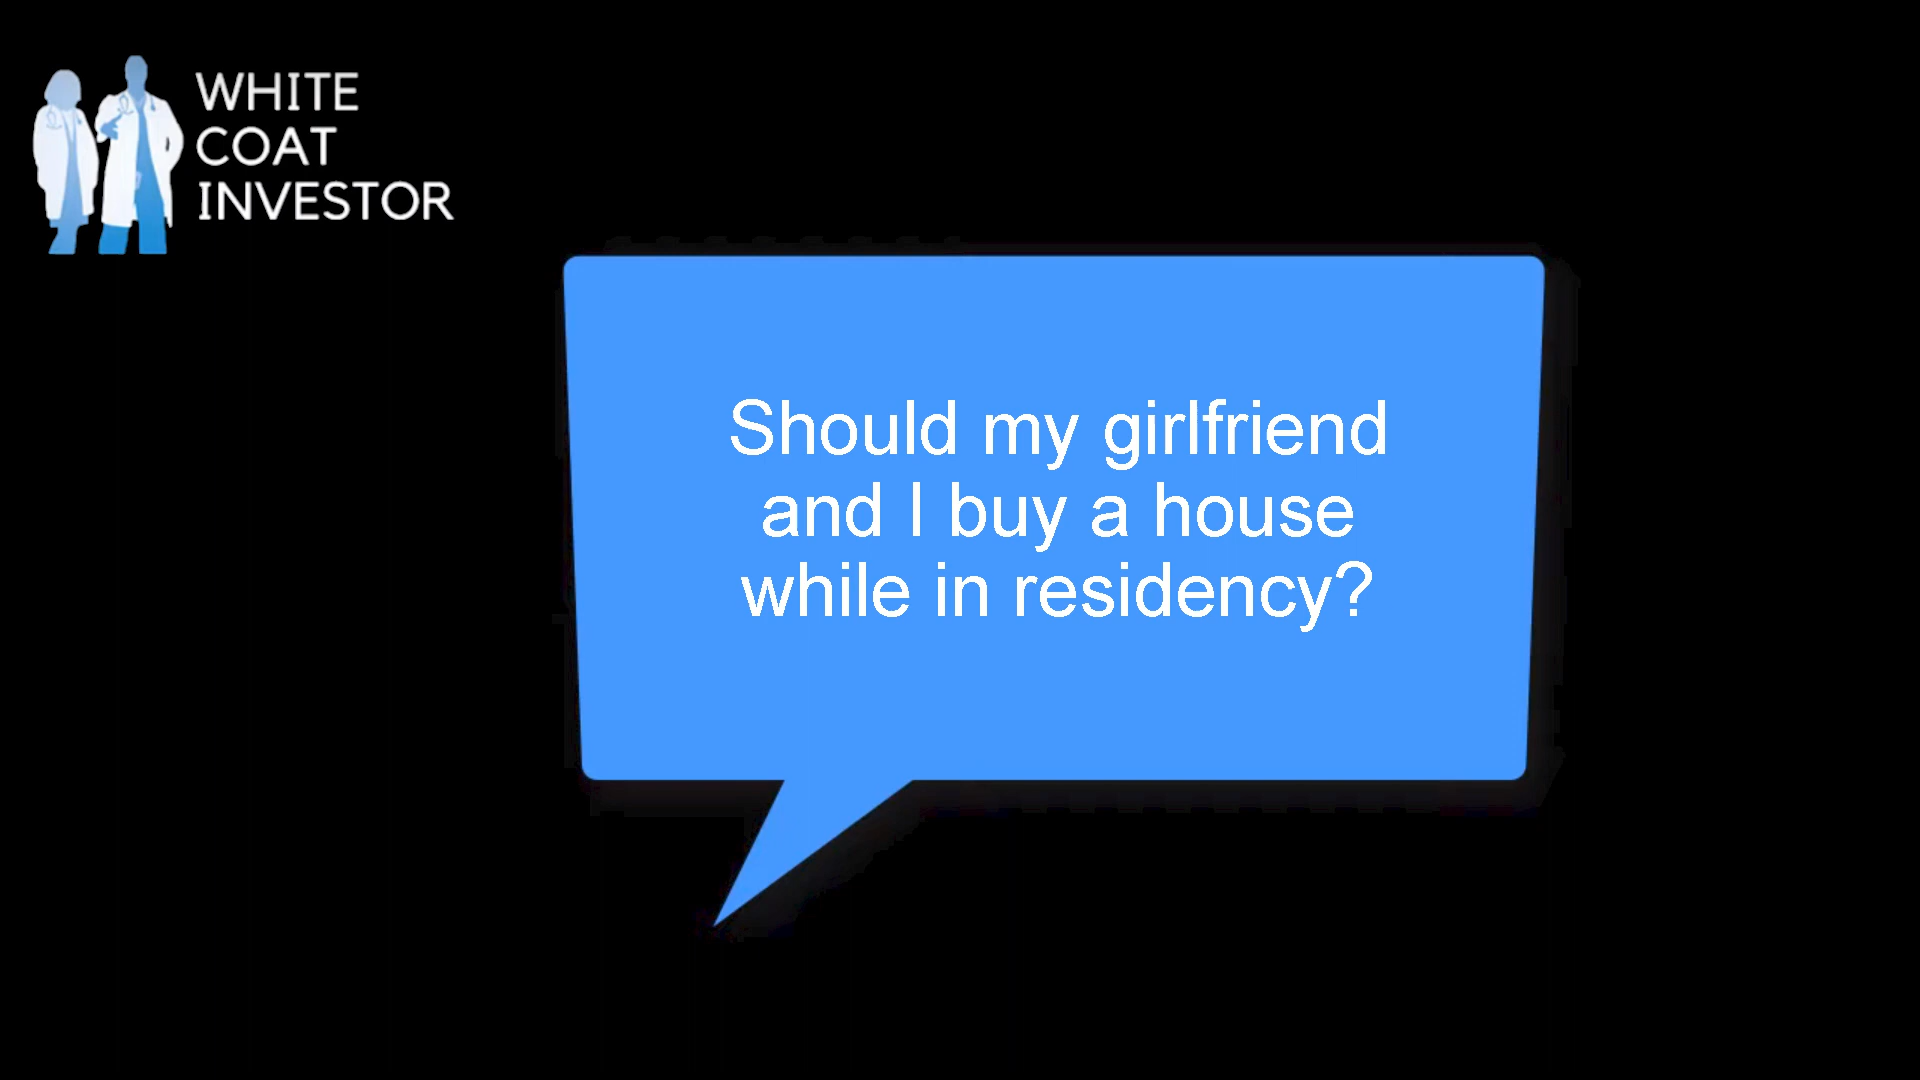 WHITE
COAT
INVESTOR
Should my girlfriend
and I buy a house
while in residency?